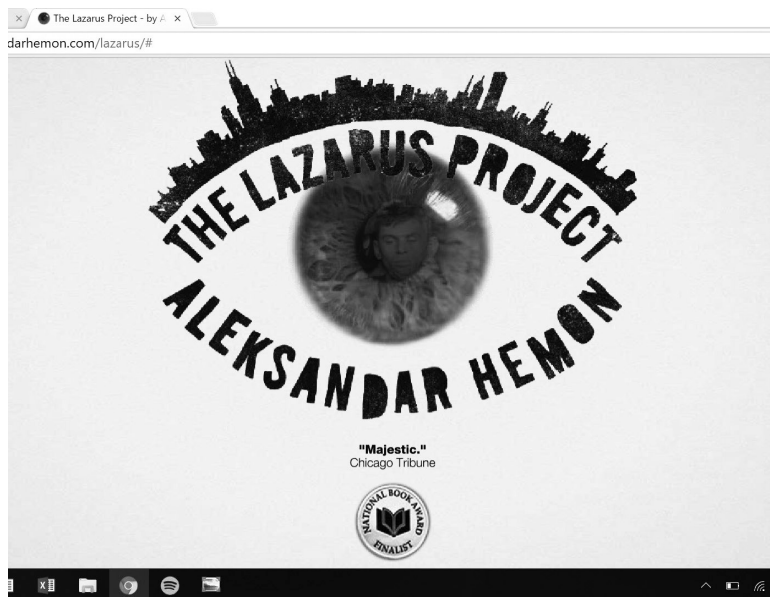 The Lazarus Project - by A
darhemon.com/lazarus/#
THE LAZARUS PROJECT
ALEKSANDAR HEMON
"Majestic."
Chicago Tribune
NATIONAL BOOK AWARD
FINALIST